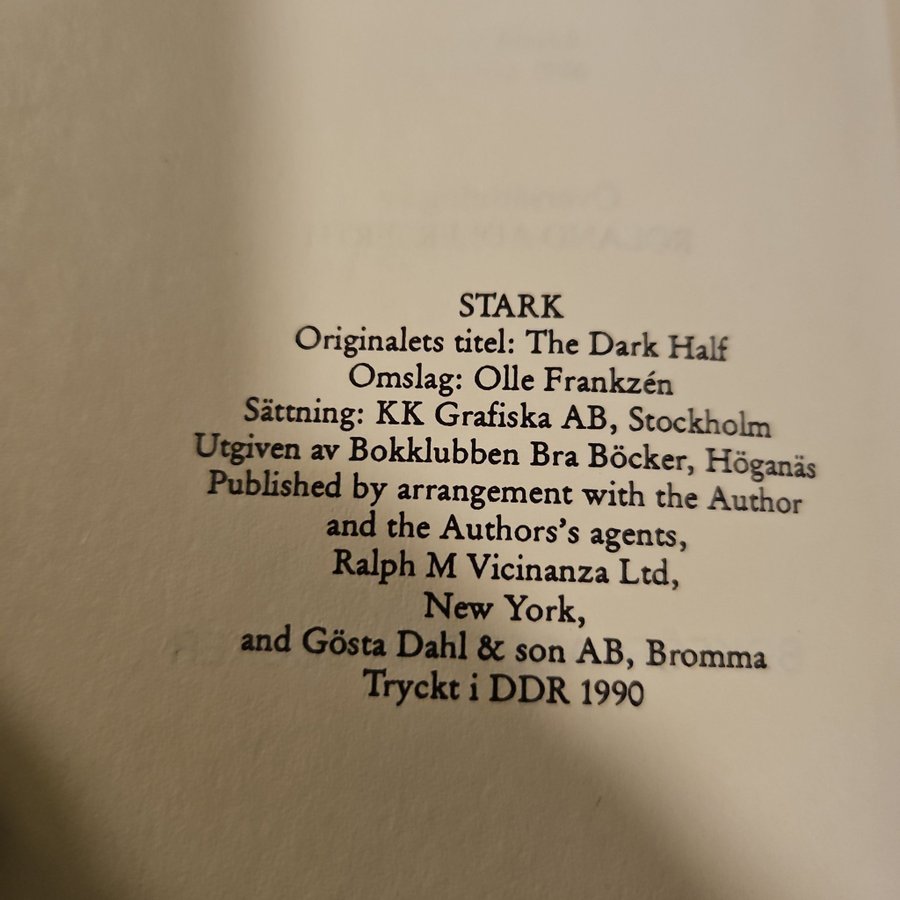 STARK
Originalets titel: The Dark Half
Omslag: Olle Frankzén
Sättning: KK Grafiska AB, Stockholm
Utgiven av Bokklubben Bra Böcker, Höganäs
Published by arrangement with the Author
and the Authors's agents,
Ralph M Vicinanza Ltd,
New York,
and Gösta Dahl & son AB, Bromma
Tryckt i DDR 1990